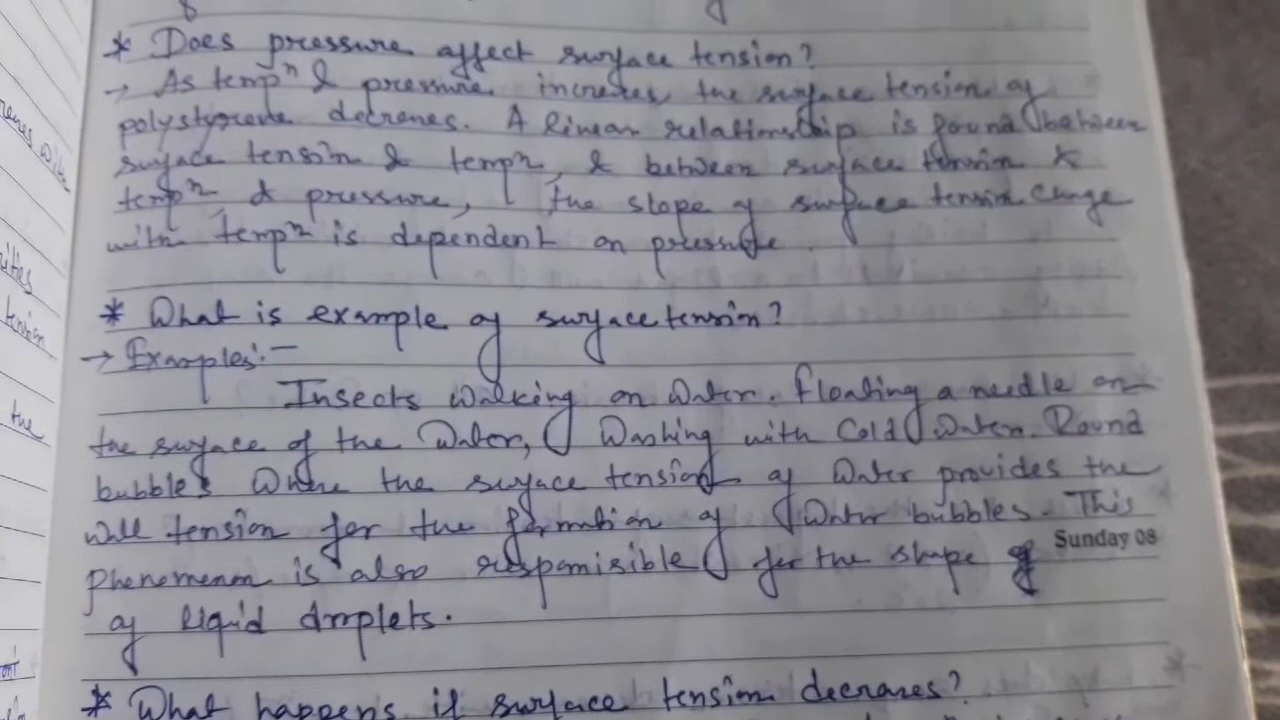 * Does pressure affect surface tension?
→ As tempⁿ & pressure increases, the surface tension of
polystyrene decreases. A linear relationship is found between
surface tension & tempⁿ, & between surface tension &
tempⁿ & pressure, the slope of surface tension change
with tempⁿ is dependent on pressure.
* What is example of surface tension?
→ Examples:-
Insects walking on water. Floating a needle on
the surface of the water, Washing with cold water. Round
bubbles where the surface tension of water provides the
wall tension for the formation of water bubbles. This
Sunday 08
phenomenon is also responisible for the shape
of liquid droplets.
* What happens if surface tension decreases?
the
tension